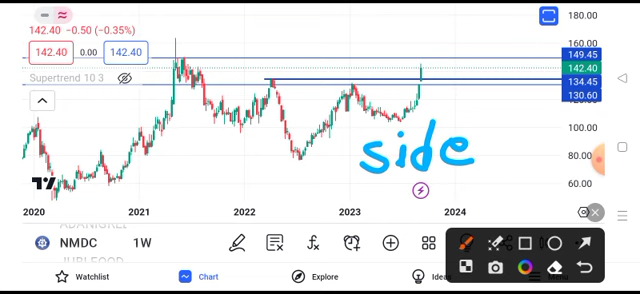 142.40 -0.50 (-0.35%)
142.40 0.00 142.40
Supertrend 10 3
180.00
149.45
142.40
134.45
130.60
100.00
80.00
60.00
side
2020 2021 2022 2023 2024
NMDC 1W
JUBLFOOD
Watchlist Chart Explore Ideas Menu